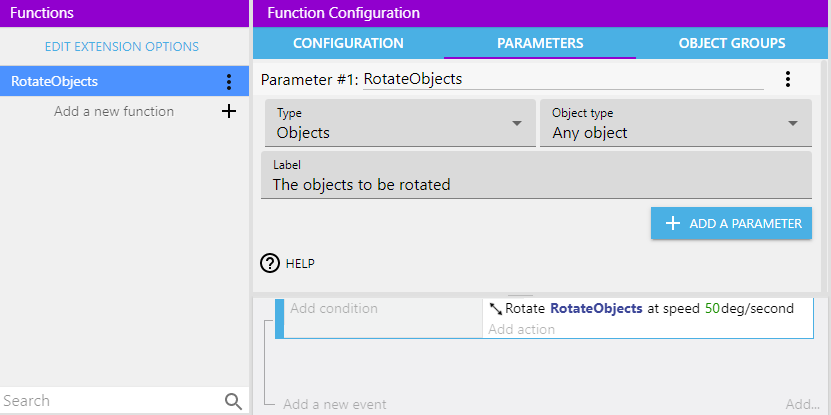 Functions
EDIT EXTENSION OPTIONS
RotateObjects
Add a new function
Search
Function Configuration
CONFIGURATION PARAMETERS OBJECT GROUPS
Parameter #1: RotateObjects
Type
Objects
Object type
Any object
Label
The objects to be rotated
ADD A PARAMETER
HELP
Add condition
Rotate RotateObjects at speed 50deg/second
Add action
Add a new event
Add...